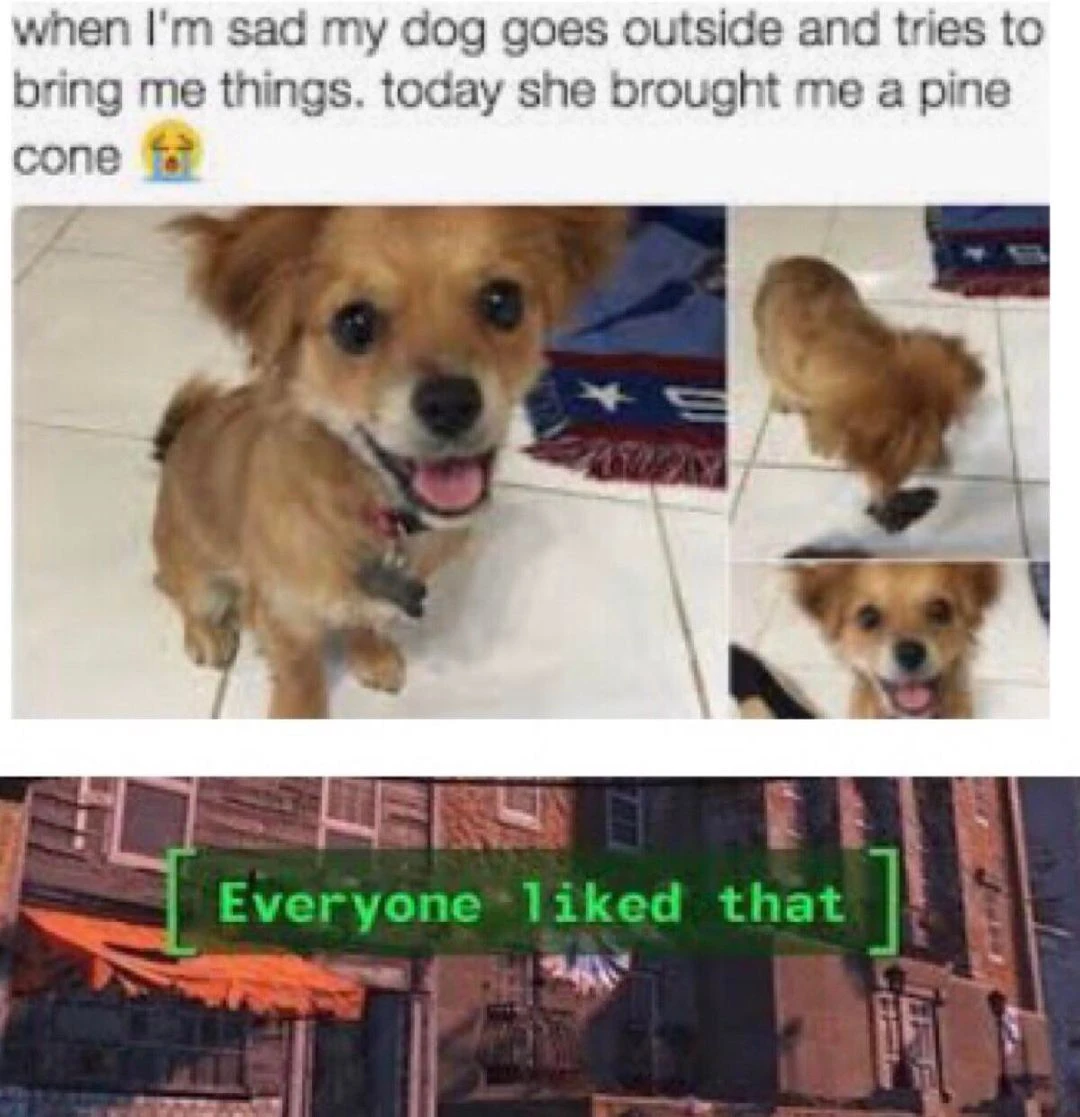 when I'm sad my dog goes outside and tries to
bring me things. today she brought me a pine
cone 😭
[Everyone liked that]